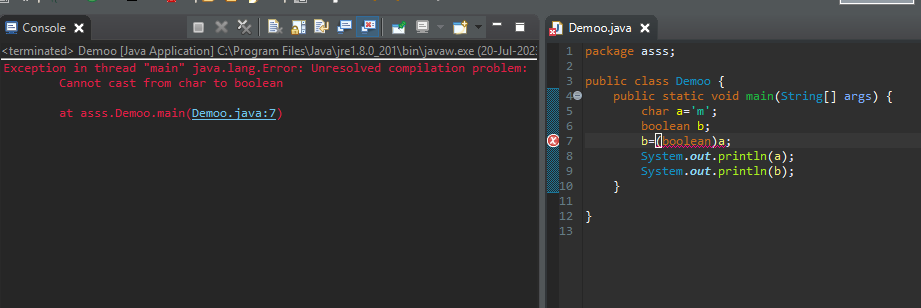 Console
<terminated> Demoo [Java Application] C:\Program Files\Java\jre1.8.0_201\bin\javaw.exe (20-Jul-202
Exception in thread "main" java.lang.Error: Unresolved compilation problem:
Cannot cast from char to boolean
at asss.Demoo.main(Demoo.java:7)
Demoo.java
1 package asss;
2
3 public class Demoo {
4 public static void main(String[] args) {
5 char a='m';
6 boolean b;
7 b=(boolean)a;
8 System.out.println(a);
9 System.out.println(b);
10 }
11
12 }
13